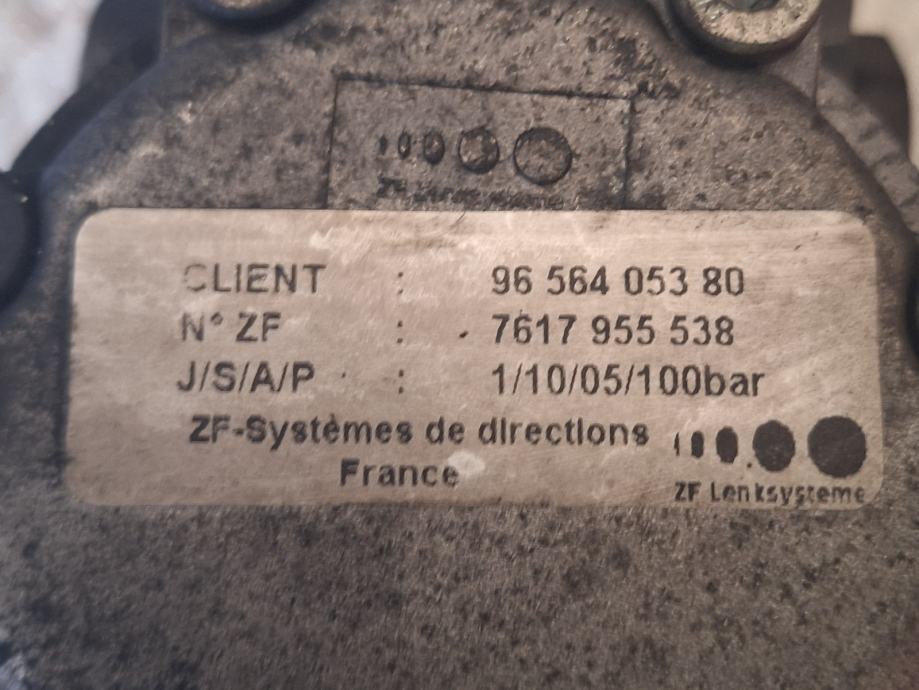 CLIENT : 96 564 053 80
N° ZF : 7617 955 538
J/S/A/P : 1/10/05/100bar
ZF-Systèmes de directions
France
ZF Lenksysteme